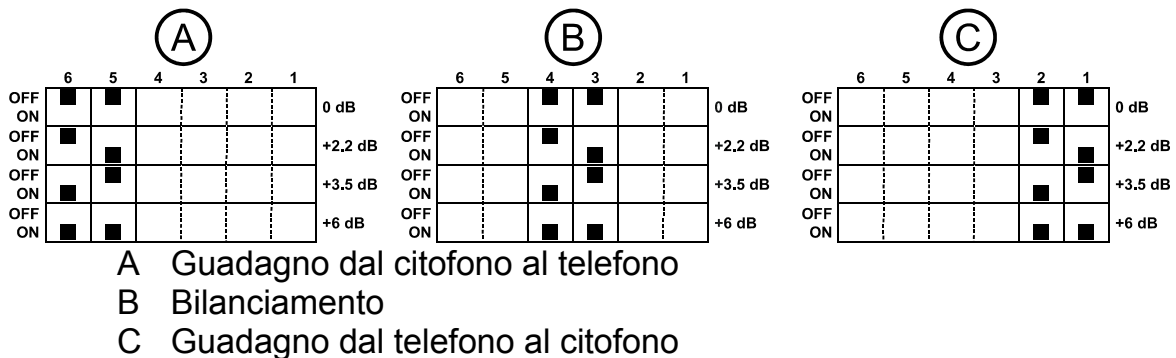 A B C
6 5 4 3 2 1 6 5 4 3 2 1 6 5 4 3 2 1
OFF 0 dB OFF 0 dB OFF 0 dB
ON ON ON
OFF +2.2 dB OFF +2.2 dB OFF +2.2 dB
ON ON ON
OFF +3.5 dB OFF +3.5 dB OFF +3.5 dB
ON ON ON
OFF +6 dB OFF +6 dB OFF +6 dB
ON ON ON
A Guadagno dal citofono al telefono
B Bilanciamento
C Guadagno dal telefono al citofono